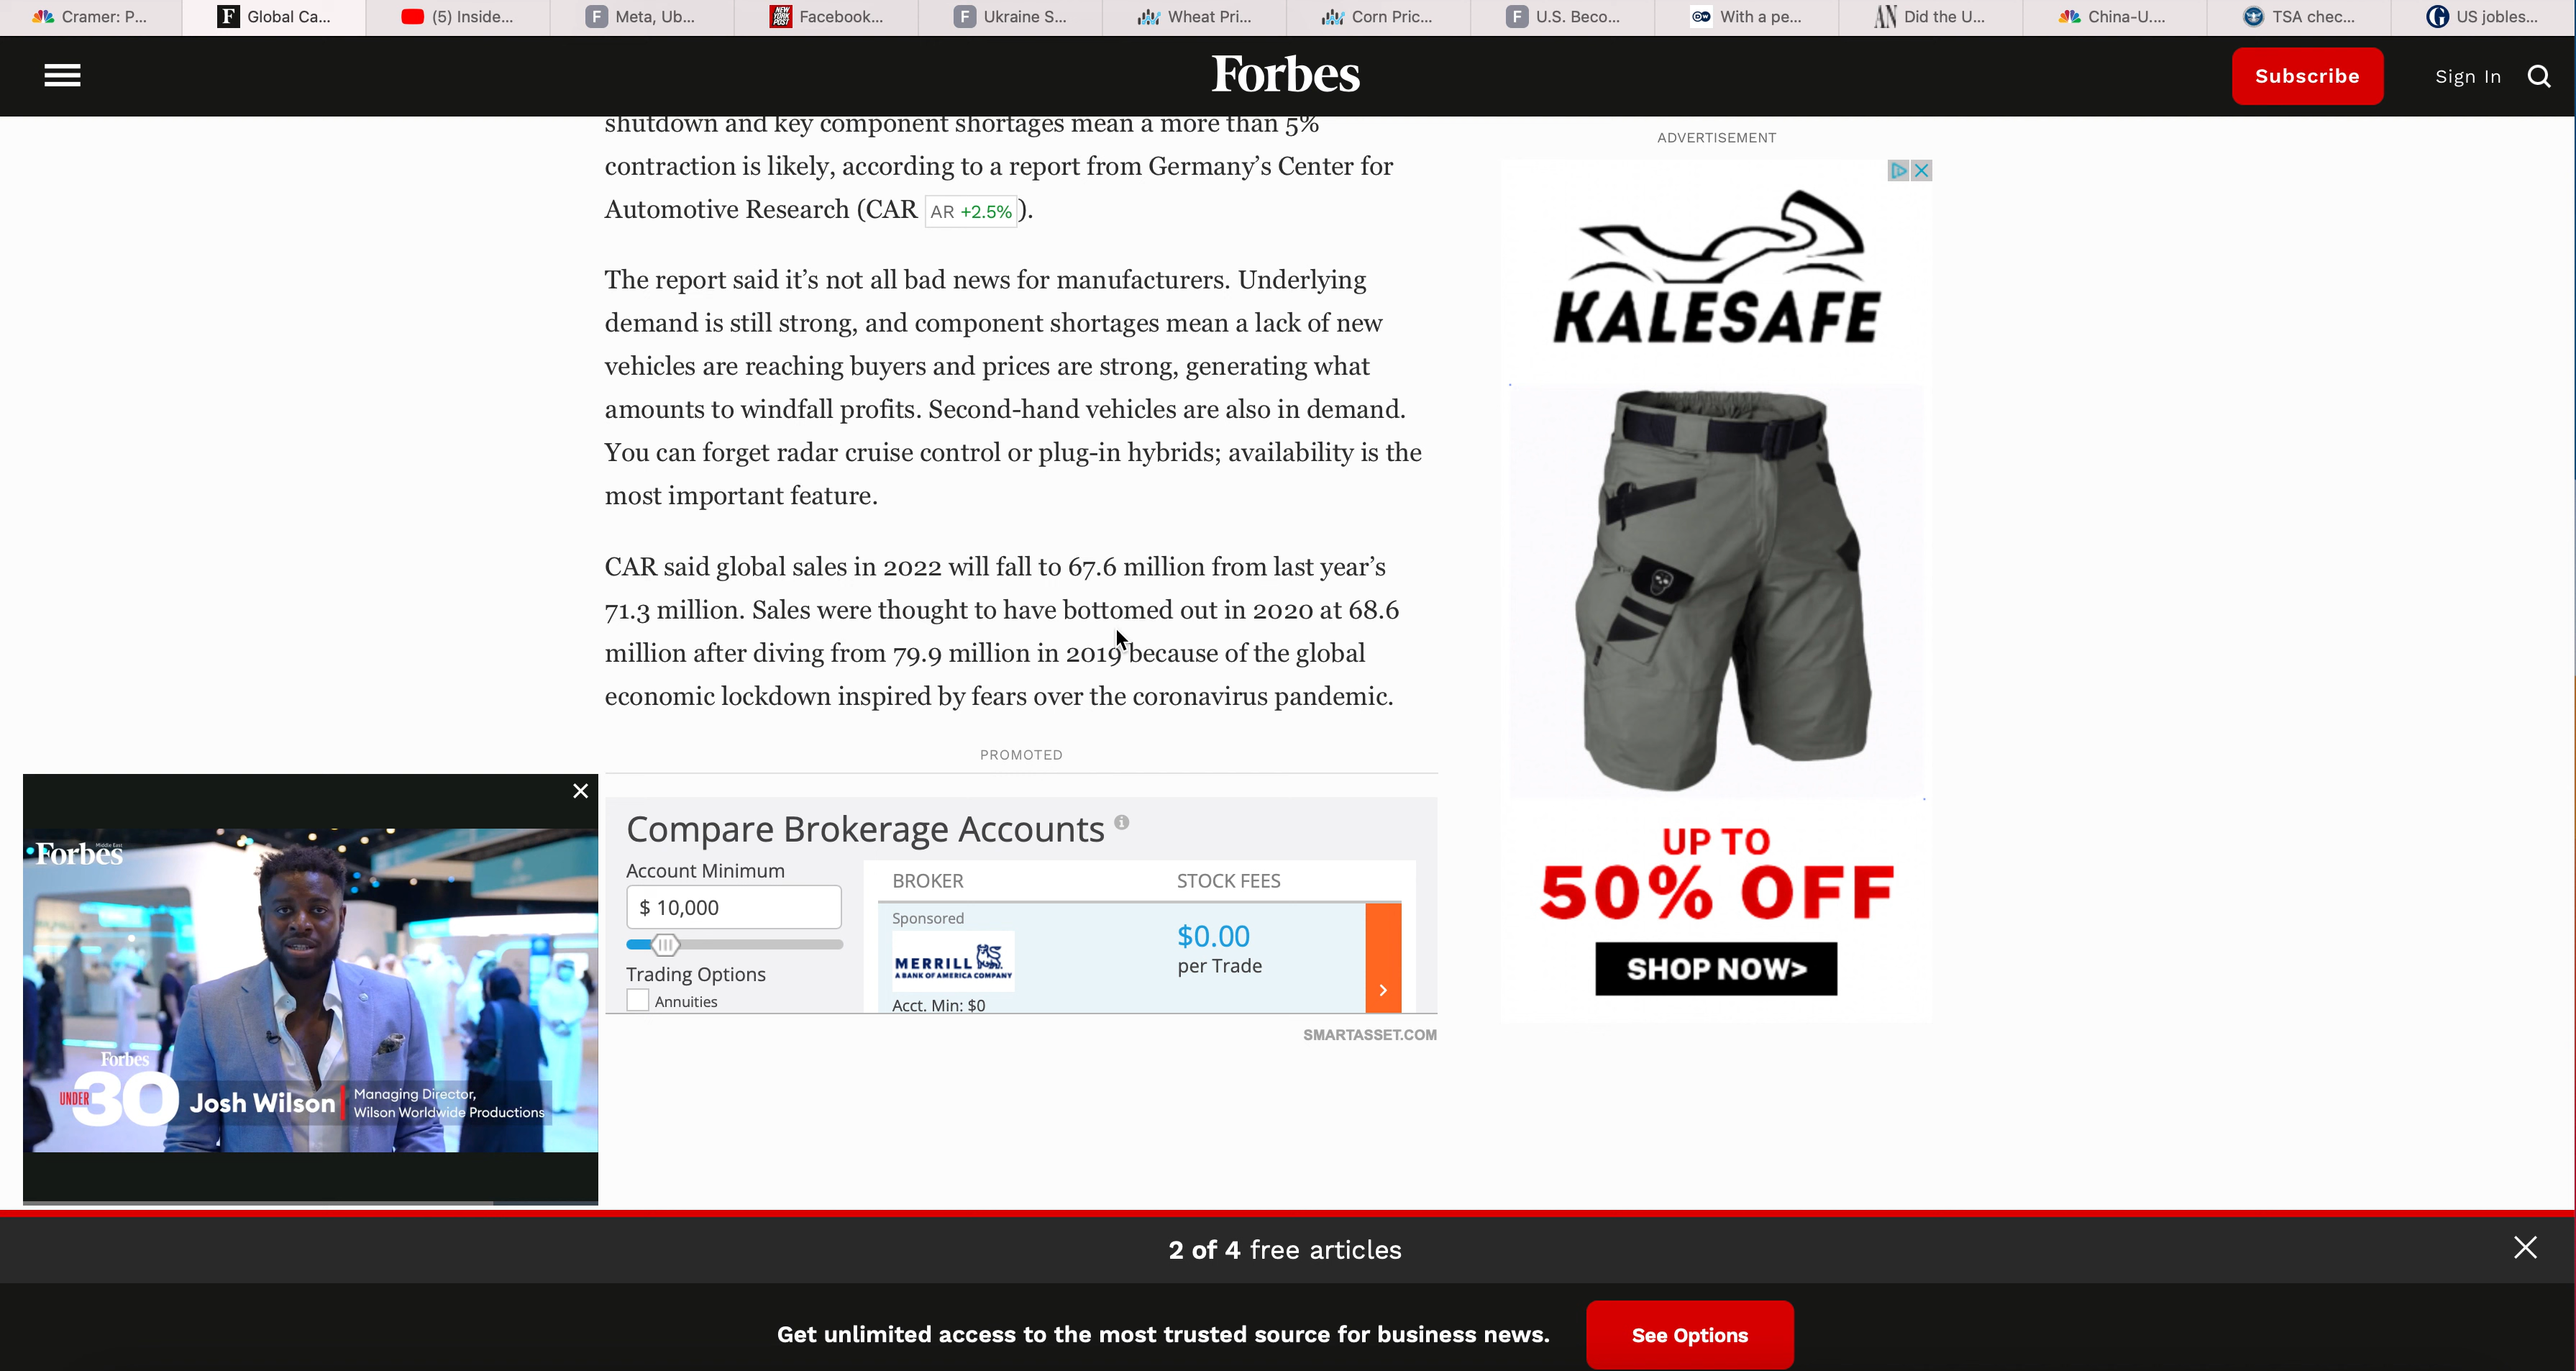 Cramer: P...
Global Ca...
(5) Inside...
Meta, Ub...
Facebook...
Ukraine S...
Wheat Pri...
Corn Pric...
U.S. Beco...
With a pe...
Did the U...
China-U....
TSA chec...
US jobles...
Forbes
Subscribe
Sign In
shutdown and key component shortages mean a more than 5%
contraction is likely, according to a report from Germany’s Center for
Automotive Research (CAR AR +2.5% ).
The report said it’s not all bad news for manufacturers. Underlying
demand is still strong, and component shortages mean a lack of new
vehicles are reaching buyers and prices are strong, generating what
amounts to windfall profits. Second-hand vehicles are also in demand.
You can forget radar cruise control or plug-in hybrids; availability is the
most important feature.
CAR said global sales in 2022 will fall to 67.6 million from last year’s
71.3 million. Sales were thought to have bottomed out in 2020 at 68.6
million after diving from 79.9 million in 2019 because of the global
economic lockdown inspired by fears over the coronavirus pandemic.
PROMOTED
Compare Brokerage Accounts
Account Minimum
$ 10,000
Trading Options
Annuities
BROKER
STOCK FEES
Sponsored
MERRILL
A BANK OF AMERICA COMPANY
Acct. Min: $0
$0.00
per Trade
SMARTASSET.COM
ADVERTISEMENT
KALESAFE
UP TO
50% OFF
SHOP NOW>
Forbes
Middle East
Forbes
UNDER 30
Josh Wilson
Managing Director,
Wilson Worldwide Productions
2 of 4 free articles
Get unlimited access to the most trusted source for business news.
See Options